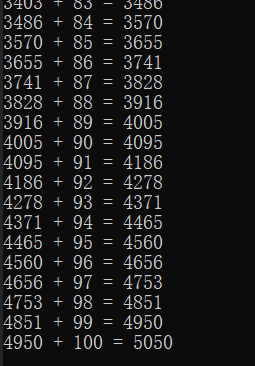 3403 + 83 = 3486
3486 + 84 = 3570
3570 + 85 = 3655
3655 + 86 = 3741
3741 + 87 = 3828
3828 + 88 = 3916
3916 + 89 = 4005
4005 + 90 = 4095
4095 + 91 = 4186
4186 + 92 = 4278
4278 + 93 = 4371
4371 + 94 = 4465
4465 + 95 = 4560
4560 + 96 = 4656
4656 + 97 = 4753
4753 + 98 = 4851
4851 + 99 = 4950
4950 + 100 = 5050